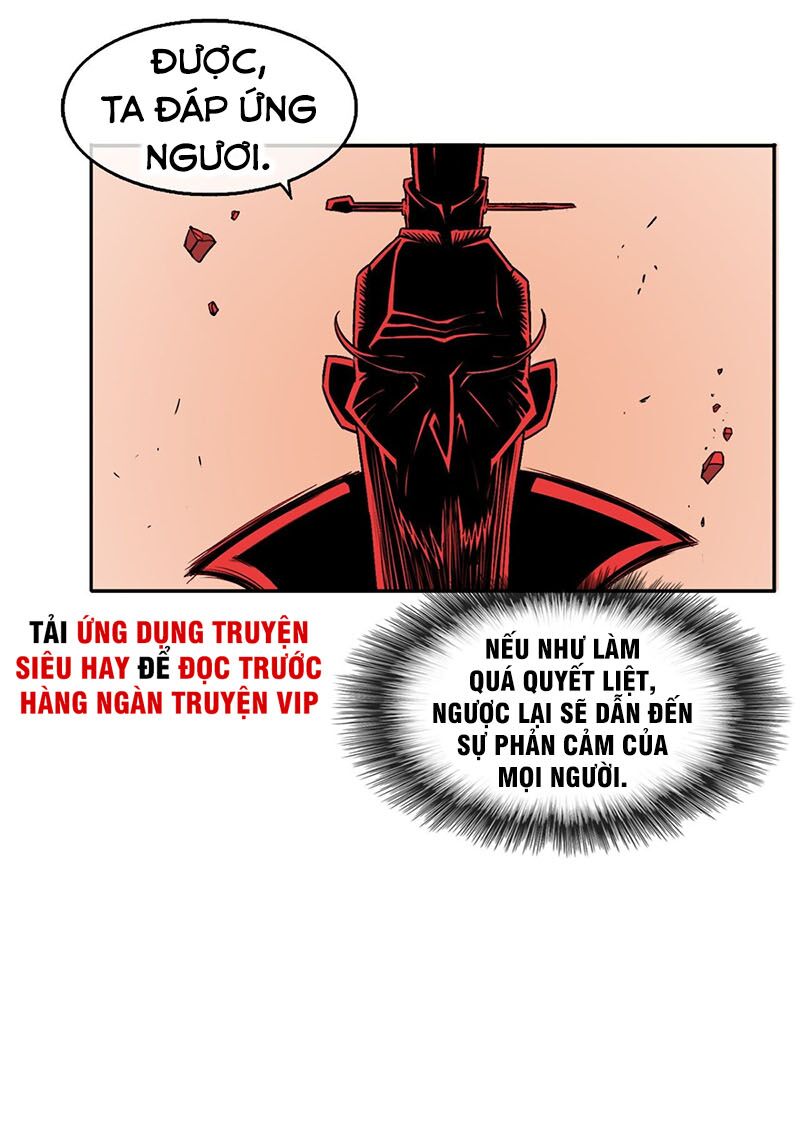 ĐƯỢC,
TA ĐÁP ỨNG
NGƯƠI.
TẢI ỨNG DỤNG TRUYỆN
SIÊU HAY ĐỂ ĐỌC TRƯỚC
HÀNG NGÀN TRUYỆN VIP
NẾU NHƯ LÀM
QUÁ QUYẾT LIỆT,
NGƯỢC LẠI SẼ DẪN ĐẾN
SỰ PHẢN CẢM CỦA
MỌI NGƯỜI.